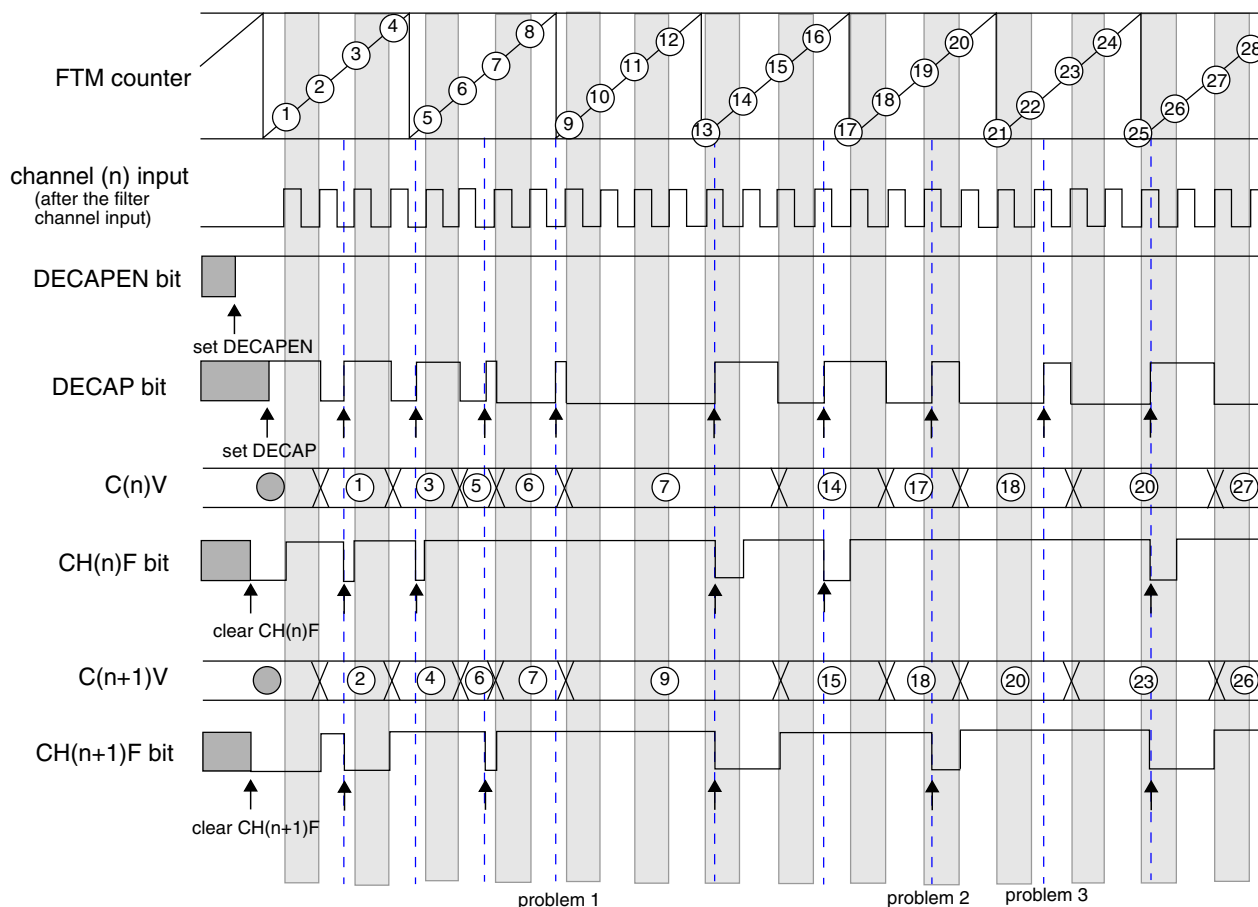 4 8 12 16 20 24 28
3 7 11 15 19 23 27
FTM counter
2 6 10 14 18 22 26
1 5 9 13 17 21 25
channel (n) input
(after the filter
channel input)
DECAPEN bit
set DECAPEN
DECAP bit
set DECAP
C(n)V 1 3 5 6 7 14 17 18 20 27
CH(n)F bit
clear CH(n)F
C(n+1)V 2 4 6 7 9 15 18 20 23 26
CH(n+1)F bit
clear CH(n+1)F
problem 1 problem 2 problem 3